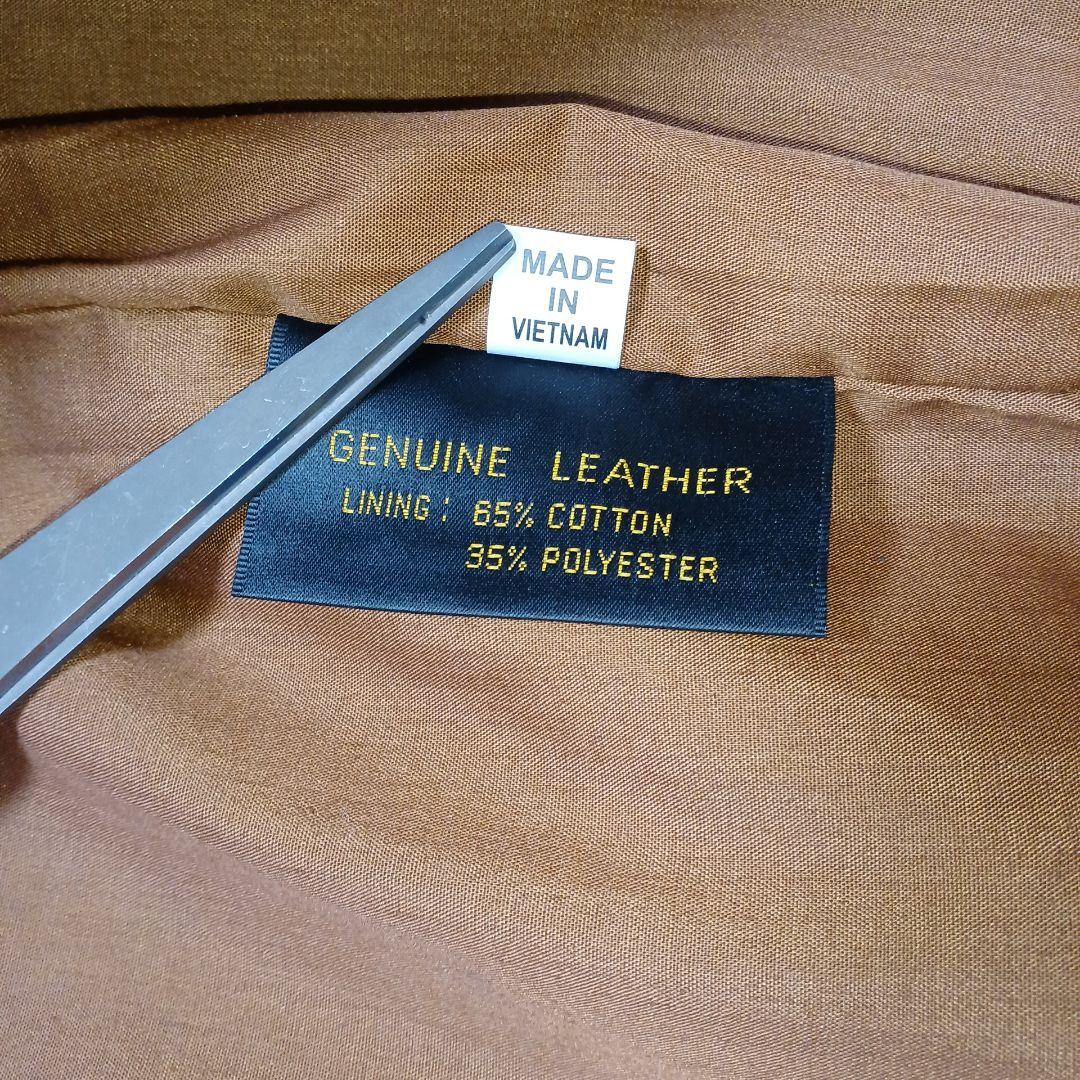 MADE
IN
VIETNAM
GENUINE LEATHER
LINING: 65% COTTON
35% POLYESTER